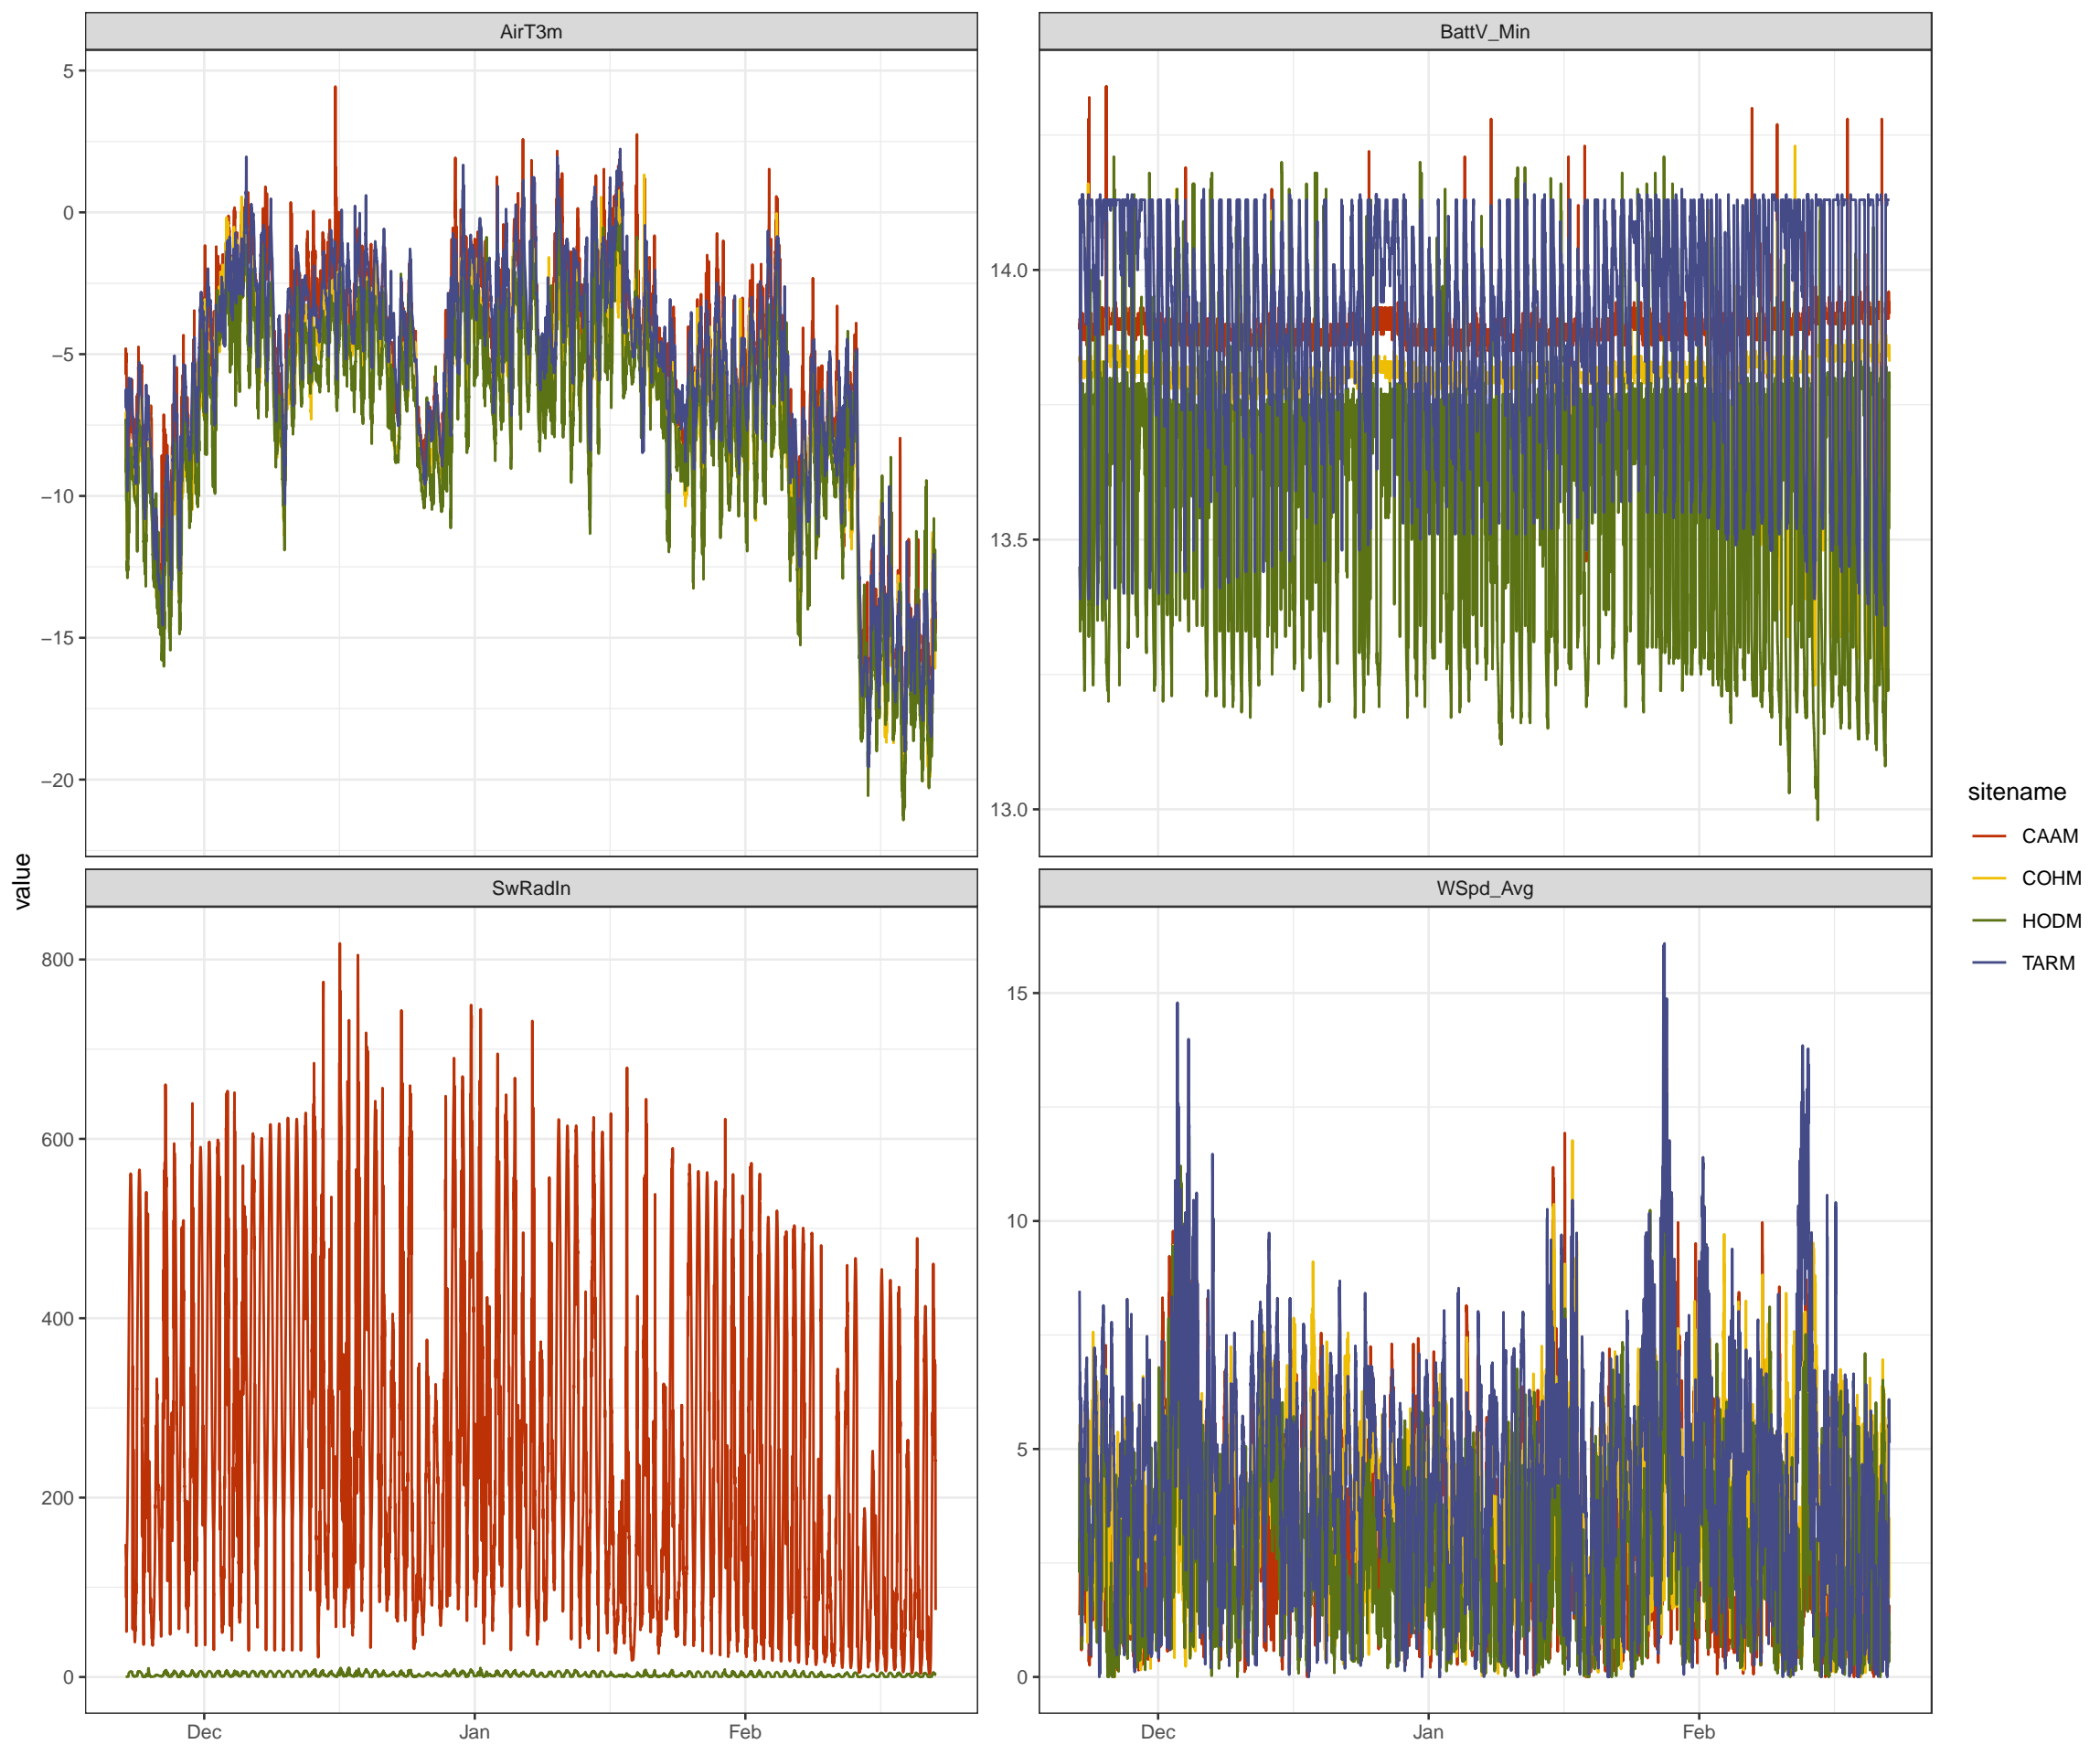 AirT3m
BattV_Min
5
0
−5
−10
−15
−20
14.0
13.5
13.0
SwRadIn
WSpd_Avg
800
600
400
200
0
15
10
5
0
Dec
Jan
Feb
Dec
Jan
Feb
value
sitename
CAAM
COHM
HODM
TARM